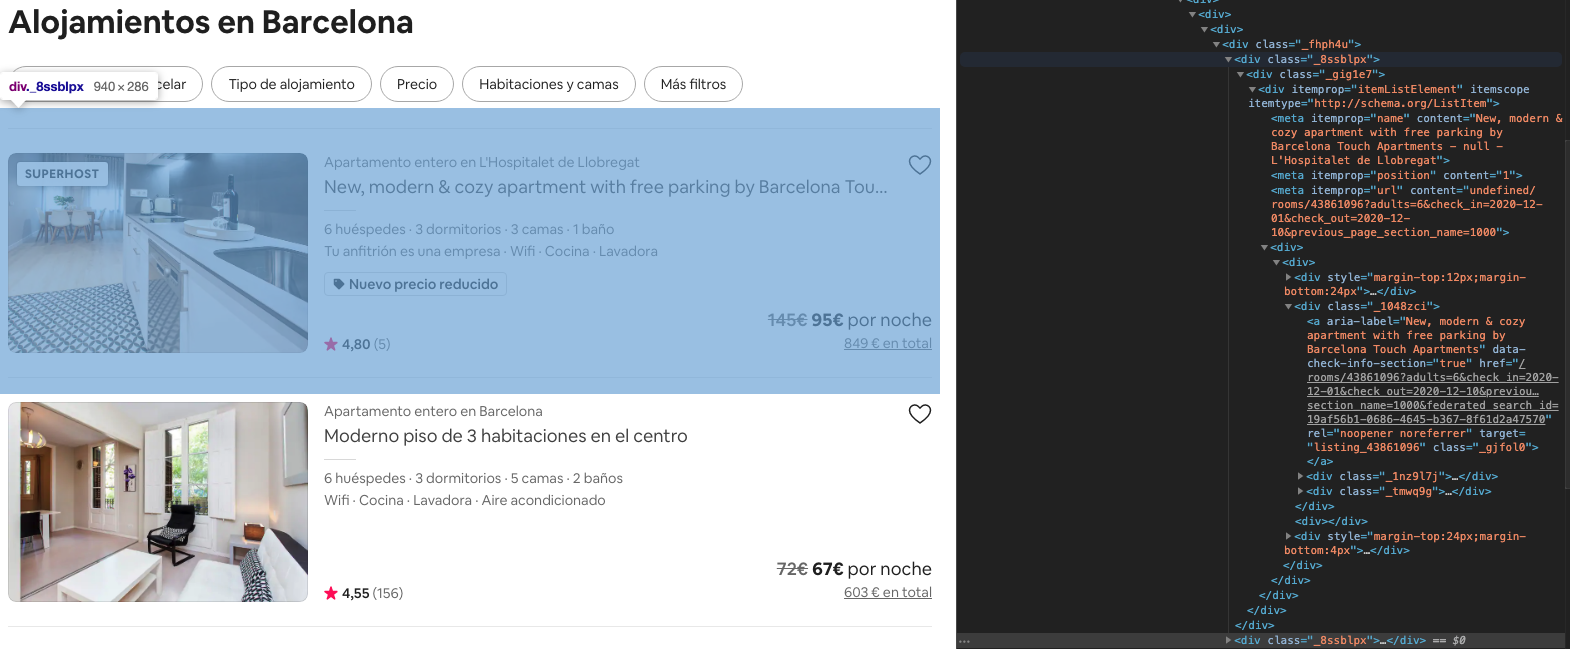 Alojamientos en Barcelona
celar
Tipo de alojamiento
Precio
Habitaciones y camas
Más filtros
div._8ssblpx 940 × 286
SUPERHOST
Apartamento entero en L'Hospitalet de Llobregat
New, modern & cozy apartment with free parking by Barcelona Tou...
6 huéspedes · 3 dormitorios · 3 camas · 1 baño
Tu anfitrión es una empresa · Wifi · Cocina · Lavadora
Nuevo precio reducido
145€ 95€ por noche
4,80 (5)
849 € en total
Apartamento entero en Barcelona
Moderno piso de 3 habitaciones en el centro
6 huéspedes · 3 dormitorios · 5 camas · 2 baños
Wifi · Cocina · Lavadora · Aire acondicionado
72€ 67€ por noche
4,55 (156)
603 € en total
<div>
<div>
<div>
<div class="_fhph4u">
<div class="_8ssblpx">
<div class="_gig1e7">
<div itemprop="itemListElement" itemscope
itemtype="http://schema.org/ListItem">
<meta itemprop="name" content="New, modern &
cozy apartment with free parking by
Barcelona Touch Apartments - null -
L'Hospitalet de Llobregat">
<meta itemprop="position" content="1">
<meta itemprop="url" content="undefined/
rooms/43861096?adults=6&check_in=2020-12-
01&check_out=2020-12-
10&previous_page_section_name=1000">
<div>
<div>
<div style="margin-top:12px;margin-
bottom:24px">…</div>
<div class="_1048zci">
<a aria-label="New, modern & cozy
apartment with free parking by
Barcelona Touch Apartments" data-
check-info-section="true" href="/
rooms/43861096?adults=6&check_in=2020-
12-01&check_out=2020-12-10&previou…
section_name=1000&federated_search_id=
19af56b1-0686-4645-b367-8f61d2a47570"
rel="noopener noreferrer" target=
"listing_43861096" class="_gjfol0">
</a>
<div class="_1nz9l7j">…</div>
<div class="_tmwq9g">…</div>
</div>
<div></div>
<div style="margin-top:24px;margin-
bottom:4px">…</div>
</div>
</div>
</div>
</div>
</div>
<div class="_8ssblpx">…</div> == $0